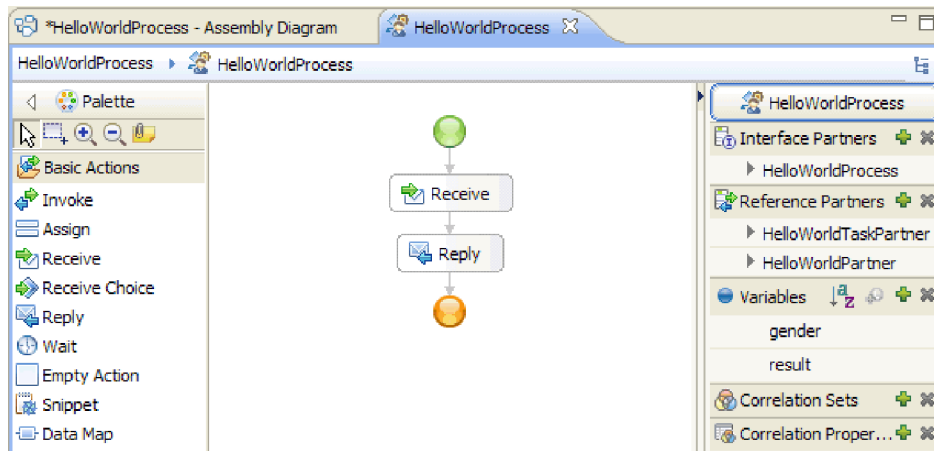 *HelloWorldProcess - Assembly Diagram
HelloWorldProcess
HelloWorldProcess
HelloWorldProcess
Palette
Basic Actions
Invoke
Assign
Receive
Receive Choice
Reply
Wait
Empty Action
Snippet
Data Map
Receive
Reply
HelloWorldProcess
Interface Partners
HelloWorldProcess
Reference Partners
HelloWorldTaskPartner
HelloWorldPartner
Variables
gender
result
Correlation Sets
Correlation Proper...